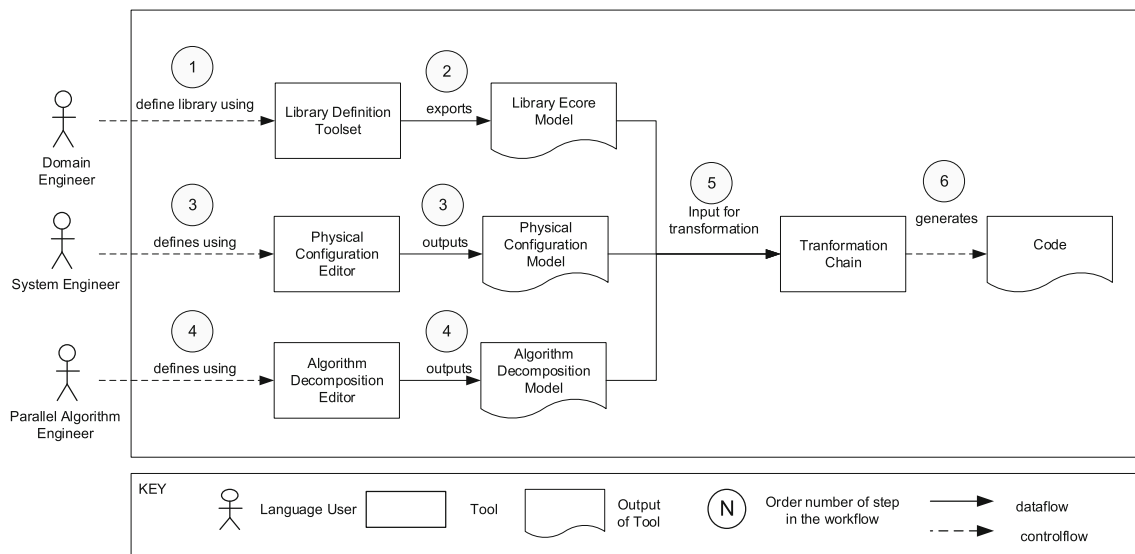 1
define library using
Library Definition
Toolset
2
exports
Library Ecore
Model
Domain
Engineer
3
defines using
Physical
Configuration
Editor
3
outputs
Physical
Configuration
Model
System Engineer
4
defines using
Algorithm
Decomposition
Editor
4
outputs
Algorithm
Decomposition
Model
Parallel Algorithm
Engineer
5
Input for
transformation
Tranformation
Chain
6
generates
Code
KEY
Language User
Tool
Output
of Tool
N
Order number of step
in the workflow
dataflow
controlflow